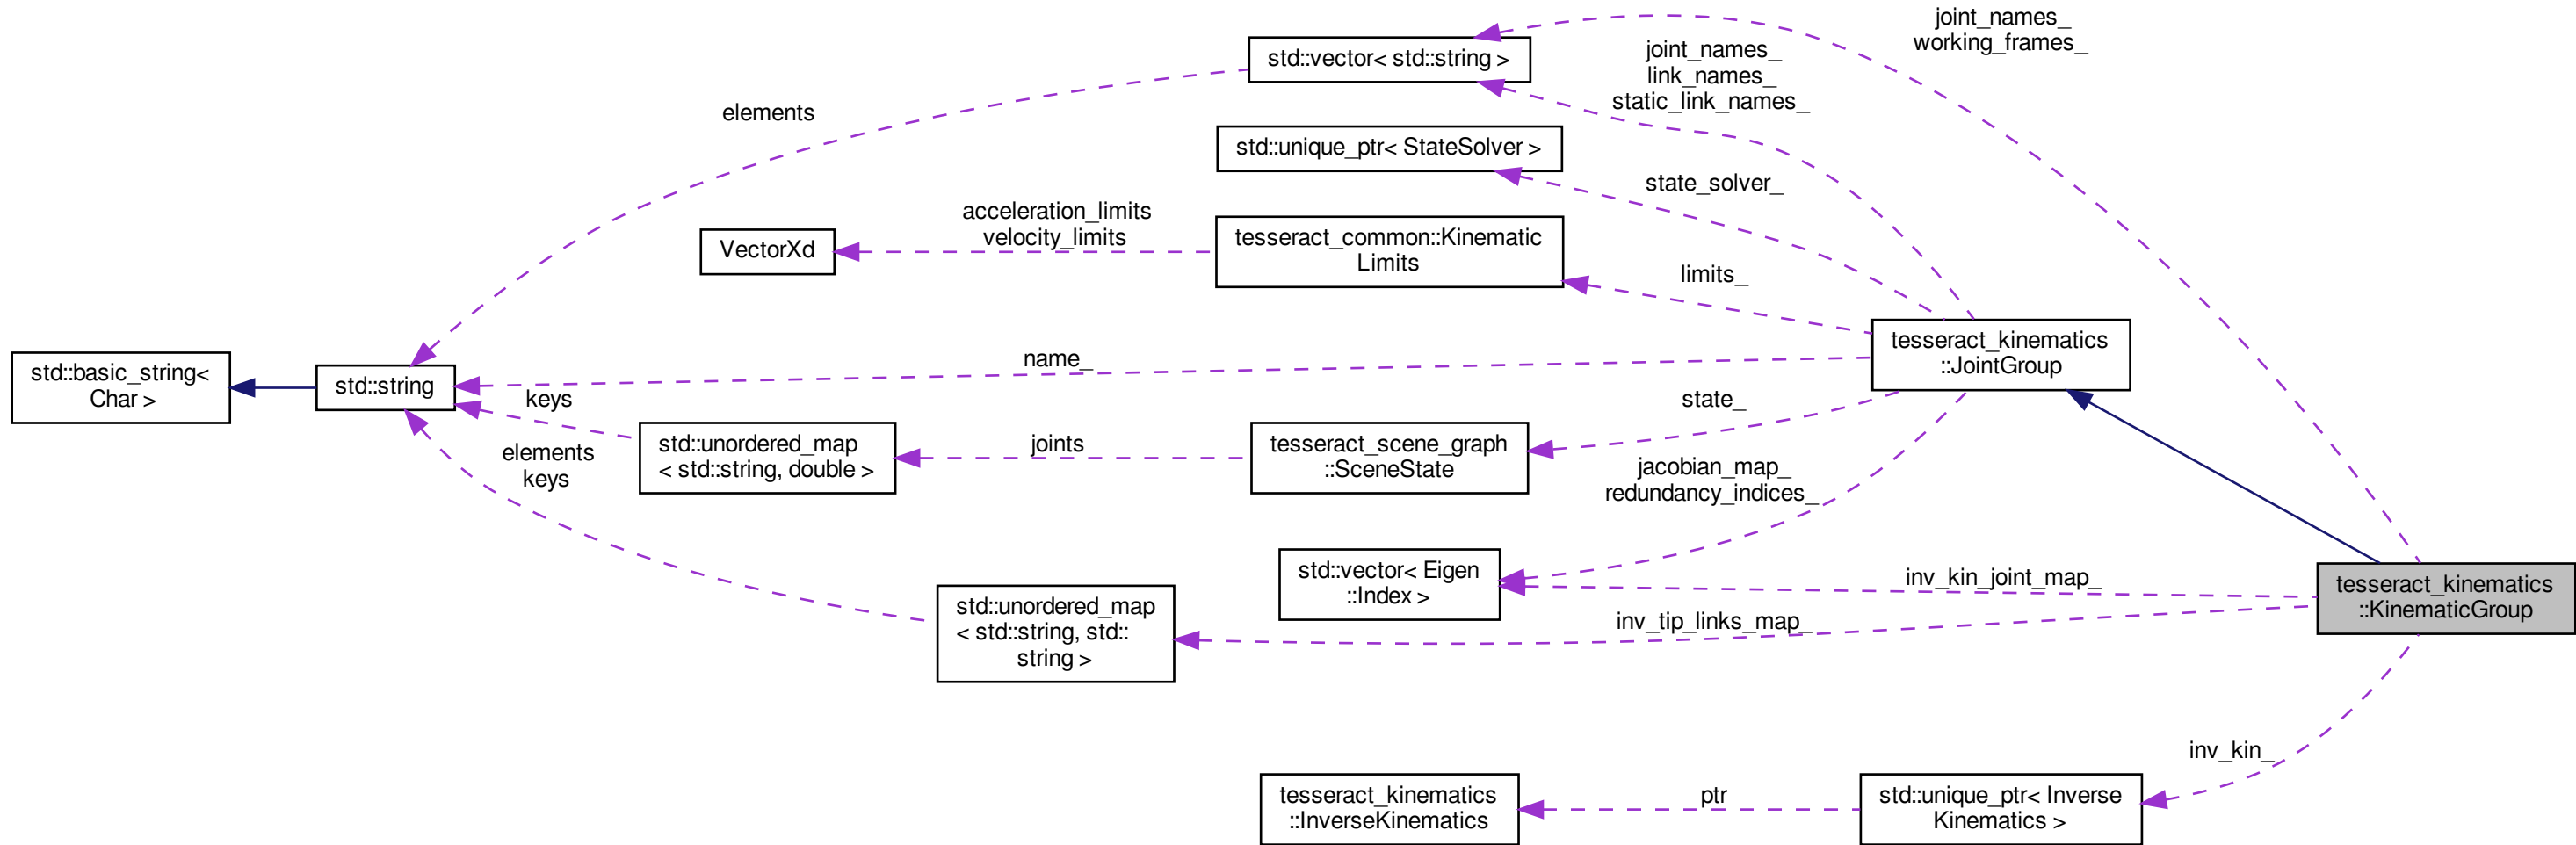 joint_names_
working_frames_
std::vector< std::string >
joint_names_
link_names_
static_link_names_
elements
std::unique_ptr< StateSolver >
state_solver_
acceleration_limits
velocity_limits
VectorXd
tesseract_common::Kinematic
Limits
limits_
tesseract_kinematics
::JointGroup
name_
std::basic_string<
Char >
std::string
keys
state_
elements
keys
std::unordered_map
< std::string, double >
joints
tesseract_scene_graph
::SceneState
jacobian_map_
redundancy_indices_
std::vector< Eigen
::Index >
inv_kin_joint_map_
tesseract_kinematics
::KinematicGroup
std::unordered_map
< std::string, std::
string >
inv_tip_links_map_
inv_kin_
tesseract_kinematics
::InverseKinematics
ptr
std::unique_ptr< Inverse
Kinematics >